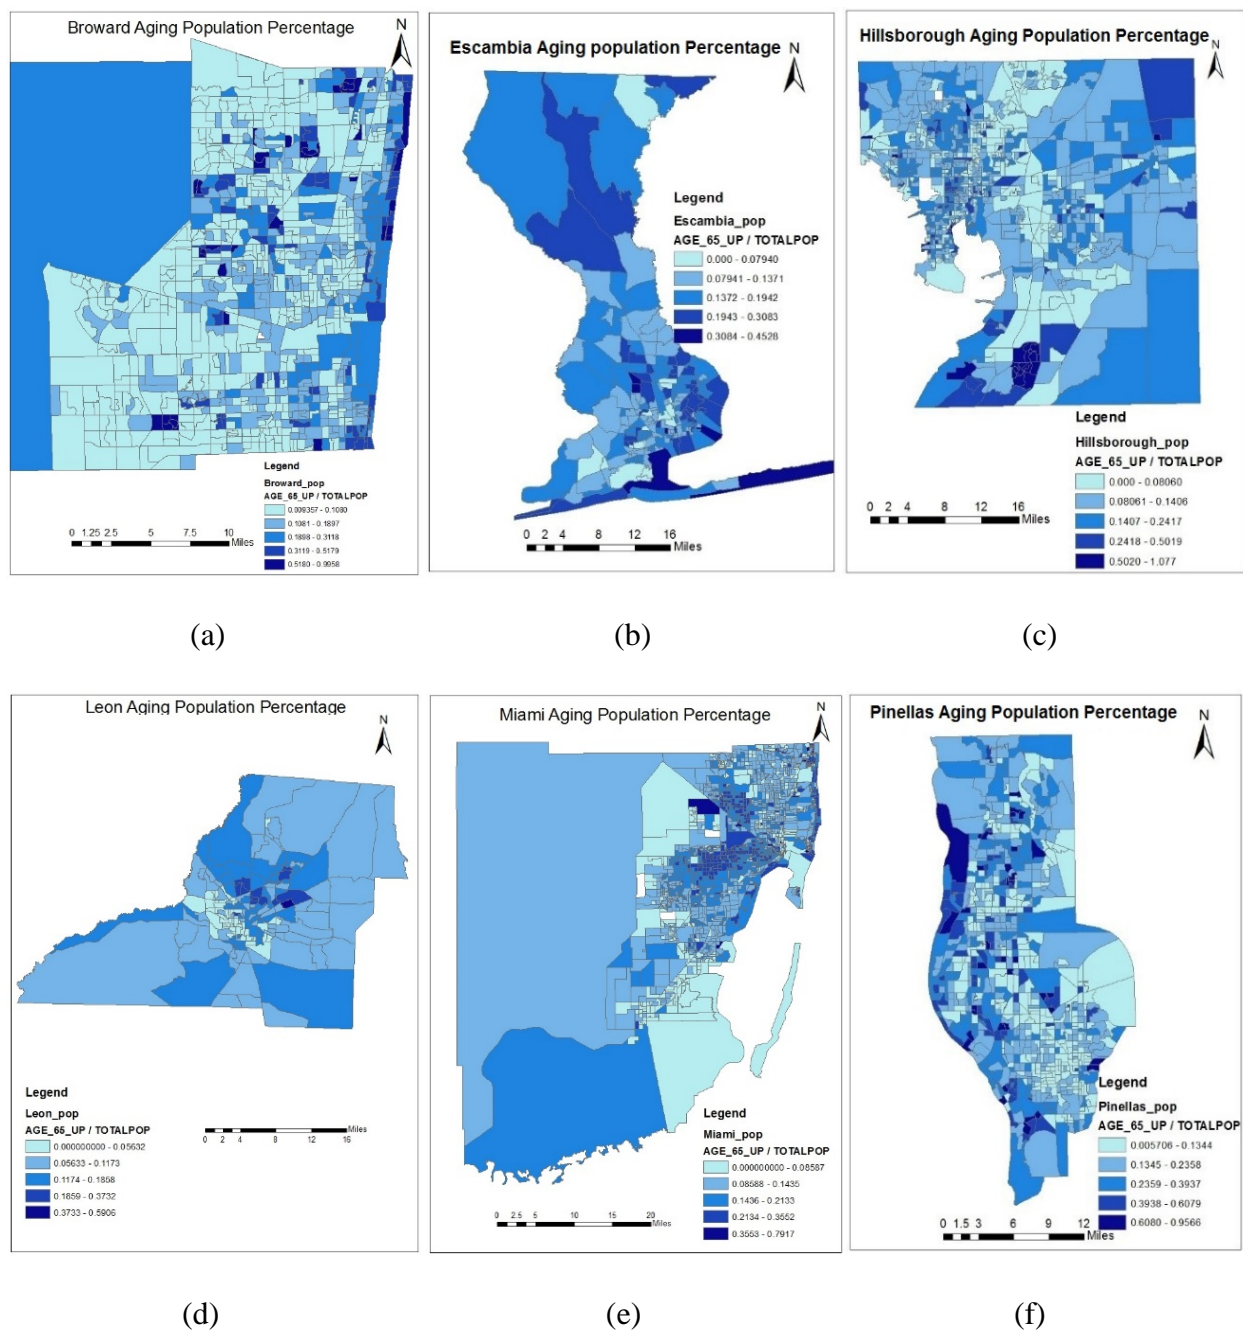 Broward Aging Population Percentage
N
Legend
Broward_pop
AGE_65_UP / TOTALPOP
0.009357 - 0.1080
0.1081 - 0.1897
0.1898 - 0.3118
0.3119 - 0.5179
0.5180 - 0.9958
0 1.25 2.5 5 7.5 10
Miles
(a)
Escambia Aging population Percentage
N
Legend
Escambia_pop
AGE_65_UP / TOTALPOP
0.000 - 0.07940
0.07941 - 0.1371
0.1372 - 0.1942
0.1943 - 0.3083
0.3084 - 0.4528
0 2 4 8 12 16
Miles
(b)
Hillsborough Aging Population Percentage
N
Legend
Hillsborough_pop
AGE_65_UP / TOTALPOP
0.000 - 0.08060
0.08061 - 0.1406
0.1407 - 0.2417
0.2418 - 0.5019
0.5020 - 1.077
0 2 4 8 12 16
Miles
(c)
Leon Aging Population Percentage
N
Legend
Leon_pop
AGE_65_UP / TOTALPOP
0.000000000 - 0.05632
0.05633 - 0.1173
0.1174 - 0.1858
0.1859 - 0.3732
0.3733 - 0.5906
0 2 4 8 12 16
Miles
(d)
Miami Aging Population Percentage
N
Legend
Miami_pop
AGE_65_UP / TOTALPOP
0.000000000 - 0.08587
0.08588 - 0.1435
0.1436 - 0.2133
0.2134 - 0.3552
0.3553 - 0.7917
0 2.5 5 10 15 20
Miles
(e)
Pinellas Aging Population Percentage
N
Legend
Pinellas_pop
AGE_65_UP / TOTALPOP
0.005706 - 0.1344
0.1345 - 0.2358
0.2359 - 0.3937
0.3938 - 0.6079
0.6080 - 0.9566
0 1.5 3 6 9 12
Miles
(f)